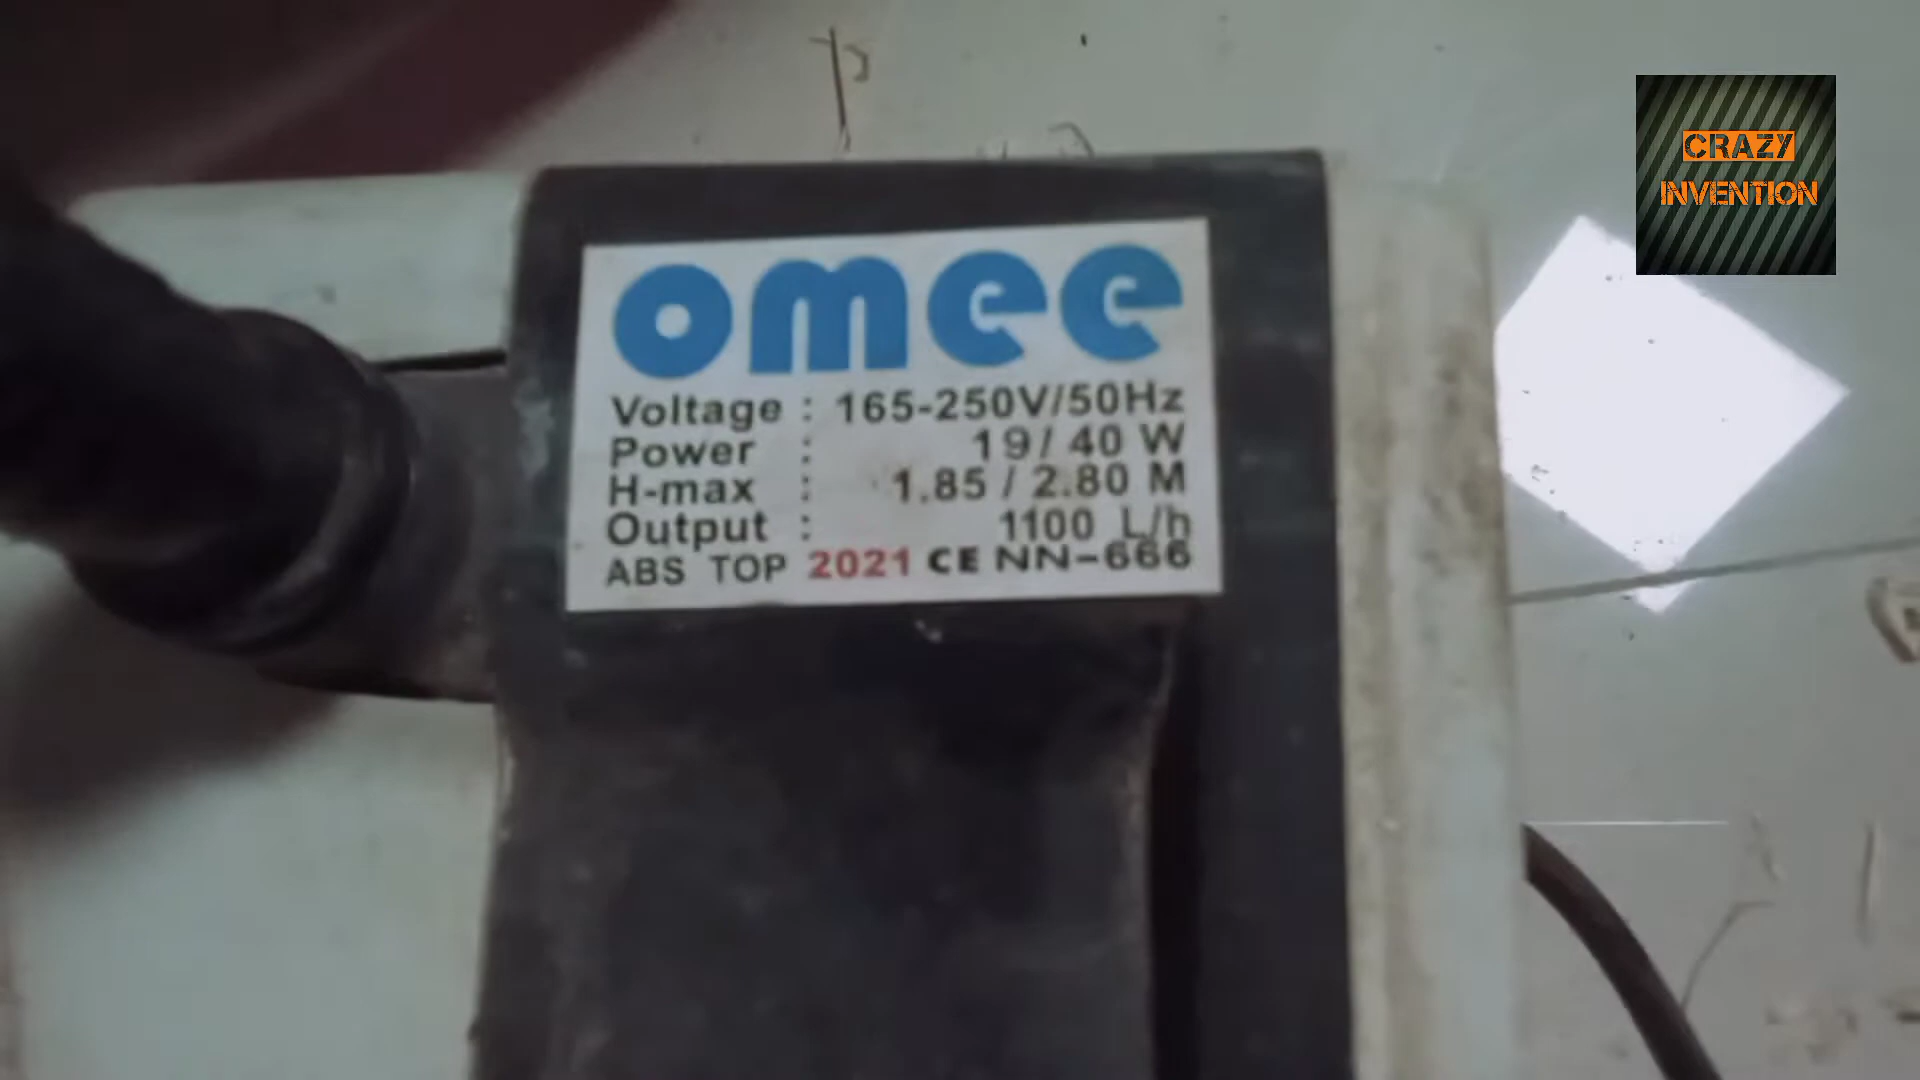 CRAZY
INVENTION
omee
Voltage : 165-250V/50Hz
Power : 19/ 40 W
H-max : 1.85 / 2.80 M
Output : 1100 L/h
ABS TOP 2021 CE NN-666